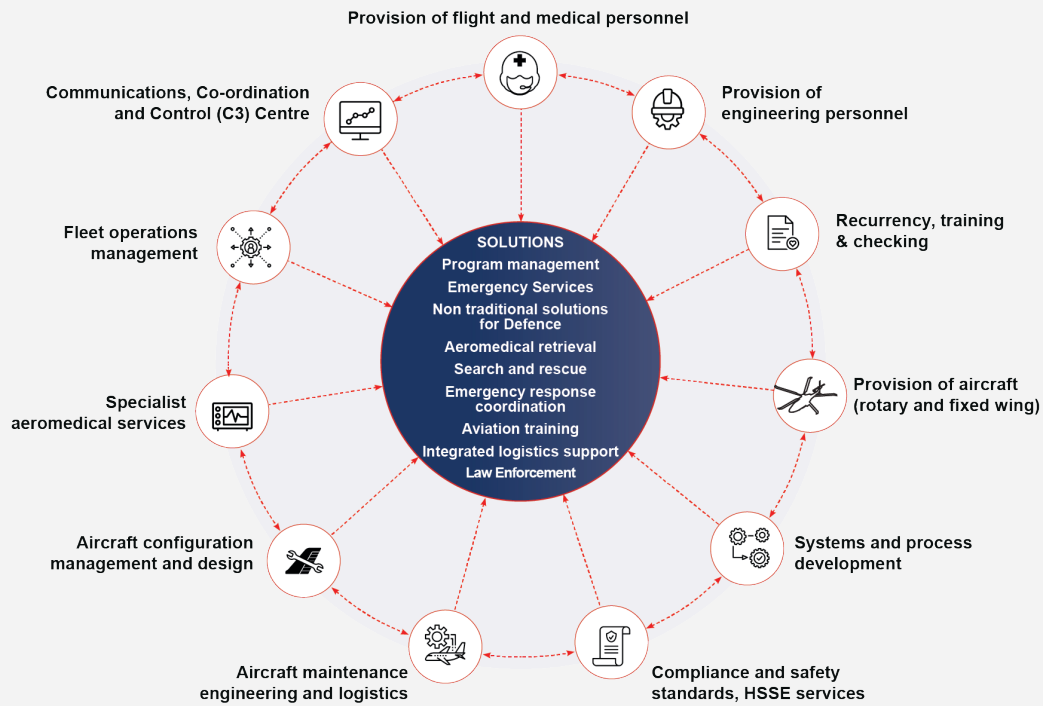 Provision of flight and medical personnel
Communications, Co-ordination
and Control (C3) Centre
Provision of
engineering personnel
Fleet operations
management
Recurrency, training
& checking
SOLUTIONS
Program management
Emergency Services
Non traditional solutions
for Defence
Aeromedical retrieval
Search and rescue
Emergency response
coordination
Aviation training
Integrated logistics support
Law Enforcement
Specialist
aeromedical services
Provision of aircraft
(rotary and fixed wing)
Aircraft configuration
management and design
Systems and process
development
Aircraft maintenance
engineering and logistics
Compliance and safety
standards, HSSE services